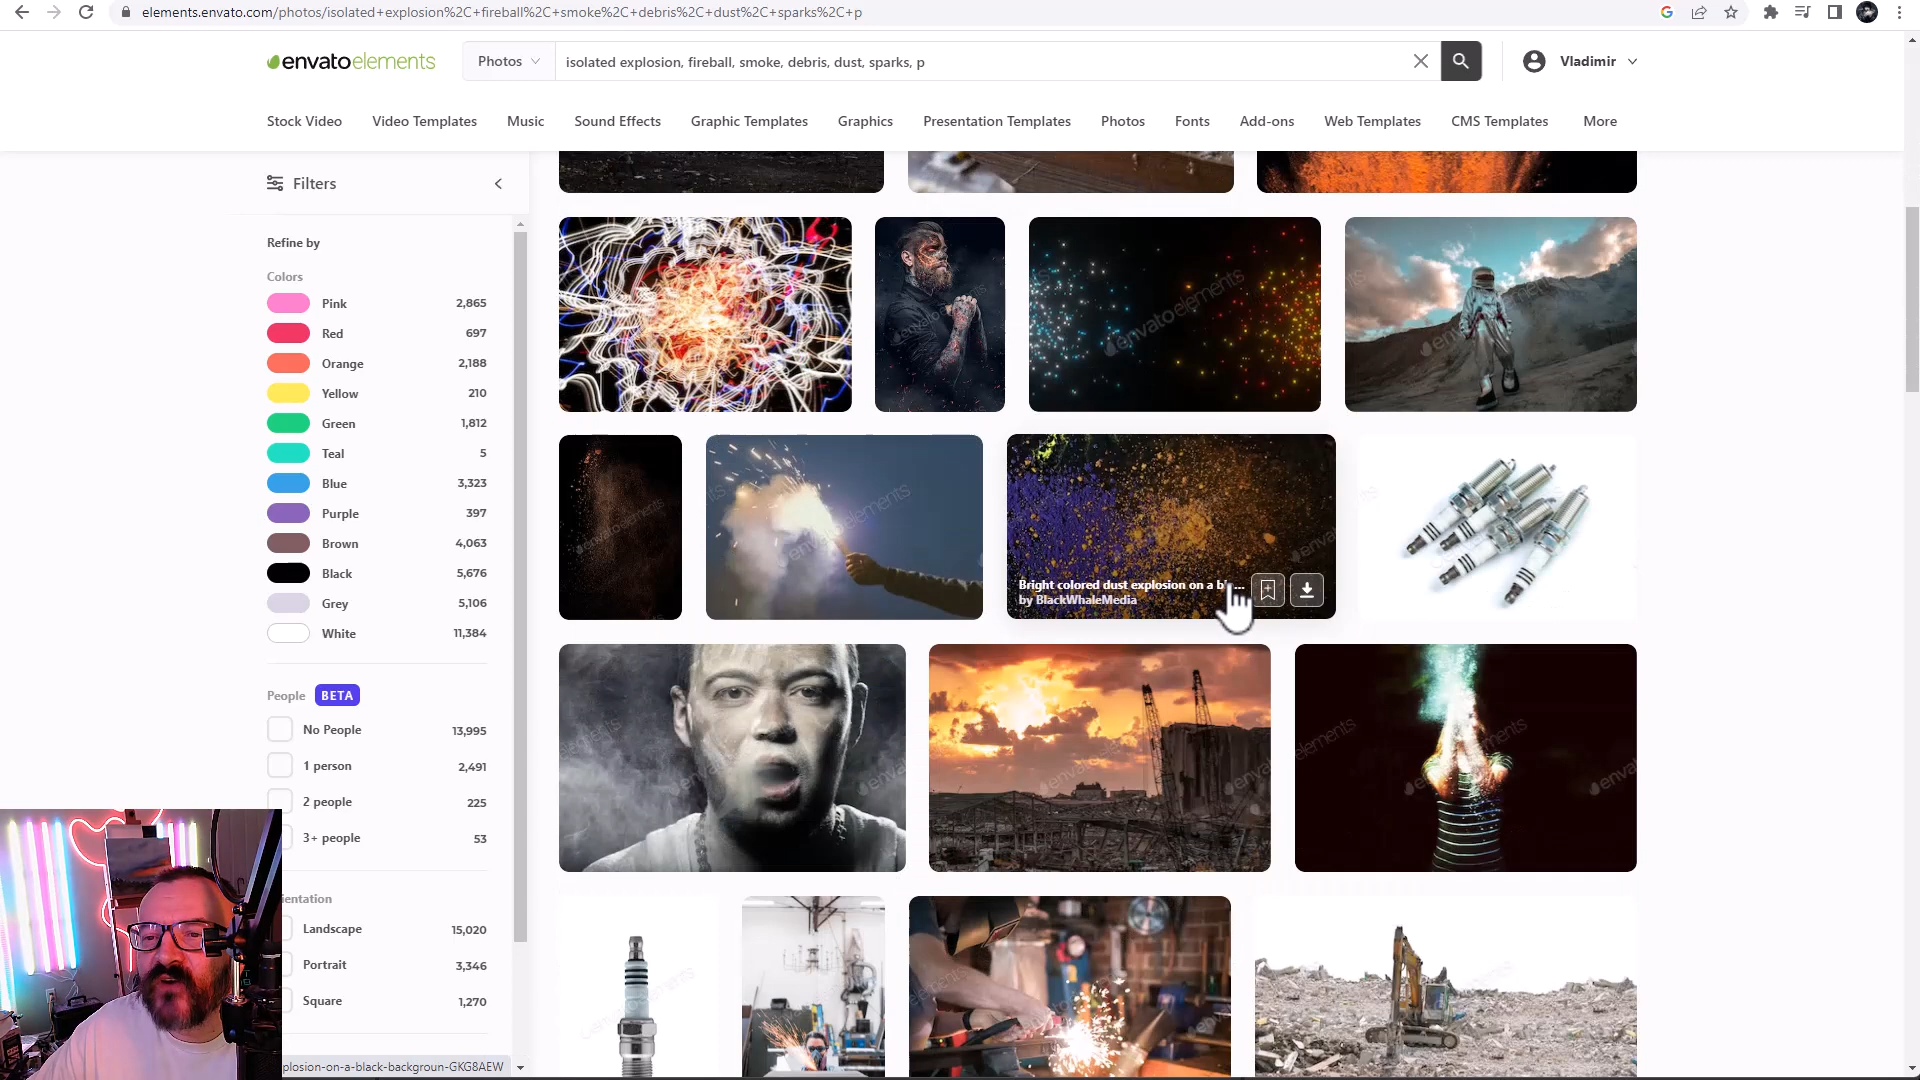 elements.envato.com/photos/isolated+explosion%2C+fireball%2C+smoke%2C+debris%2C+dust%2C+sparks%2C+p
envatoelements
Photos
isolated explosion, fireball, smoke, debris, dust, sparks, p
Vladimir
Stock Video
Video Templates
Music
Sound Effects
Graphic Templates
Graphics
Presentation Templates
Photos
Fonts
Add-ons
Web Templates
CMS Templates
More
Filters
Refine by
Colors
Pink 2,865
Red 697
Orange 2,188
Yellow 210
Green 1,812
Teal 5
Blue 3,323
Purple 397
Brown 4,063
Black 5,676
Grey 5,106
White 11,384
People BETA
No People 13,995
1 person 2,491
2 people 225
3+ people 53
ientation
Landscape 15,020
Portrait 3,346
Square 1,270
plosion-on-a-black-backgroun-GKG8AEW
Bright colored dust explosion on a
by BlackWhaleMedia